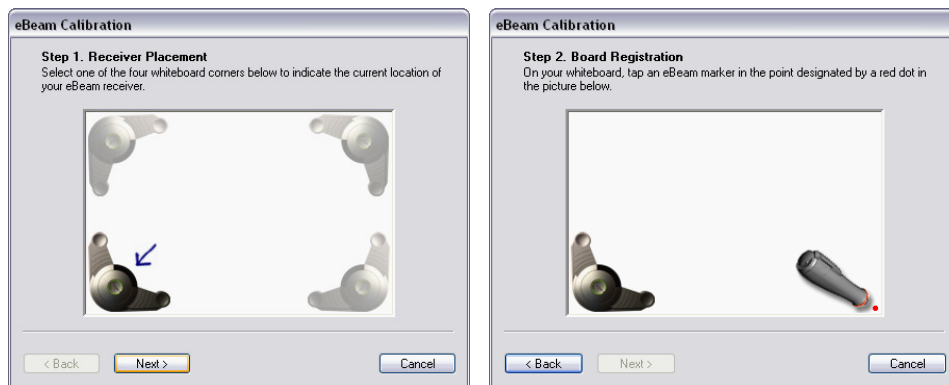 eBeam Calibration
Step 1. Receiver Placement
Select one of the four whiteboard corners below to indicate the current location of
your eBeam receiver.
< Back
Next >
Cancel
eBeam Calibration
Step 2. Board Registration
On your whiteboard, tap an eBeam marker in the point designated by a red dot in
the picture below.
< Back
Next >
Cancel